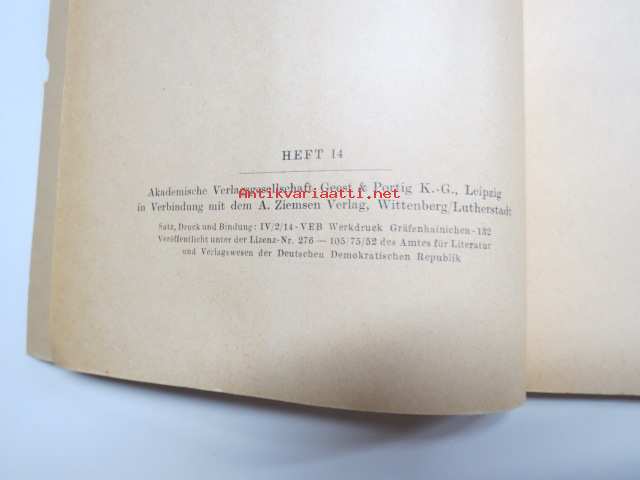 HEFT 14
Akademische Verlagsgesellschaft Geest & Portig K.-G., Leipzig
Antikvariaatti.net
in Verbindung mit dem A. Ziemsen Verlag, Wittenberg/Lutherstadt
Satz, Druck und Bindung: IV/2/14 - VEB Werkdruck Gräfenhainichen - 132
Veröffentlicht unter der Lizenz-Nr. 276 — 105/75/52 des Amtes für Literatur
und Verlagswesen der Deutschen Demokratischen Republik